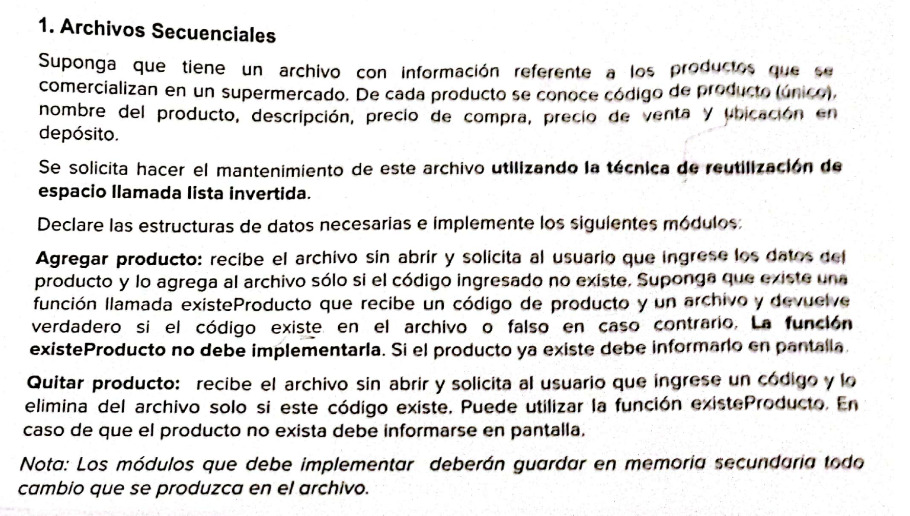 1. Archivos Secuenciales
Suponga que tiene un archivo con información referente a los productos que se
comercializan en un supermercado. De cada producto se conoce código de producto (único),
nombre del producto, descripción, precio de compra, precio de venta y ubicación en
depósito.
Se solicita hacer el mantenimiento de este archivo utilizando la técnica de reutilización de
espacio llamada lista invertida.
Declare las estructuras de datos necesarias e implemente los siguientes módulos:
Agregar producto: recibe el archivo sin abrir y solicita al usuario que ingrese los datos del
producto y lo agrega al archivo sólo si el código ingresado no existe. Suponga que existe una
función llamada existeProducto que recibe un código de producto y un archivo y devuelve
verdadero si el código existe en el archivo o falso en caso contrario. La función
existeProducto no debe implementarla. Si el producto ya existe debe informarlo en pantalla.
Quitar producto: recibe el archivo sin abrir y solicita al usuario que ingrese un código y lo
elimina del archivo solo si este código existe. Puede utilizar la función existeProducto. En
caso de que el producto no exista debe informarse en pantalla.
Nota: Los módulos que debe implementar deberán guardar en memoria secundaria todo
cambio que se produzca en el archivo.